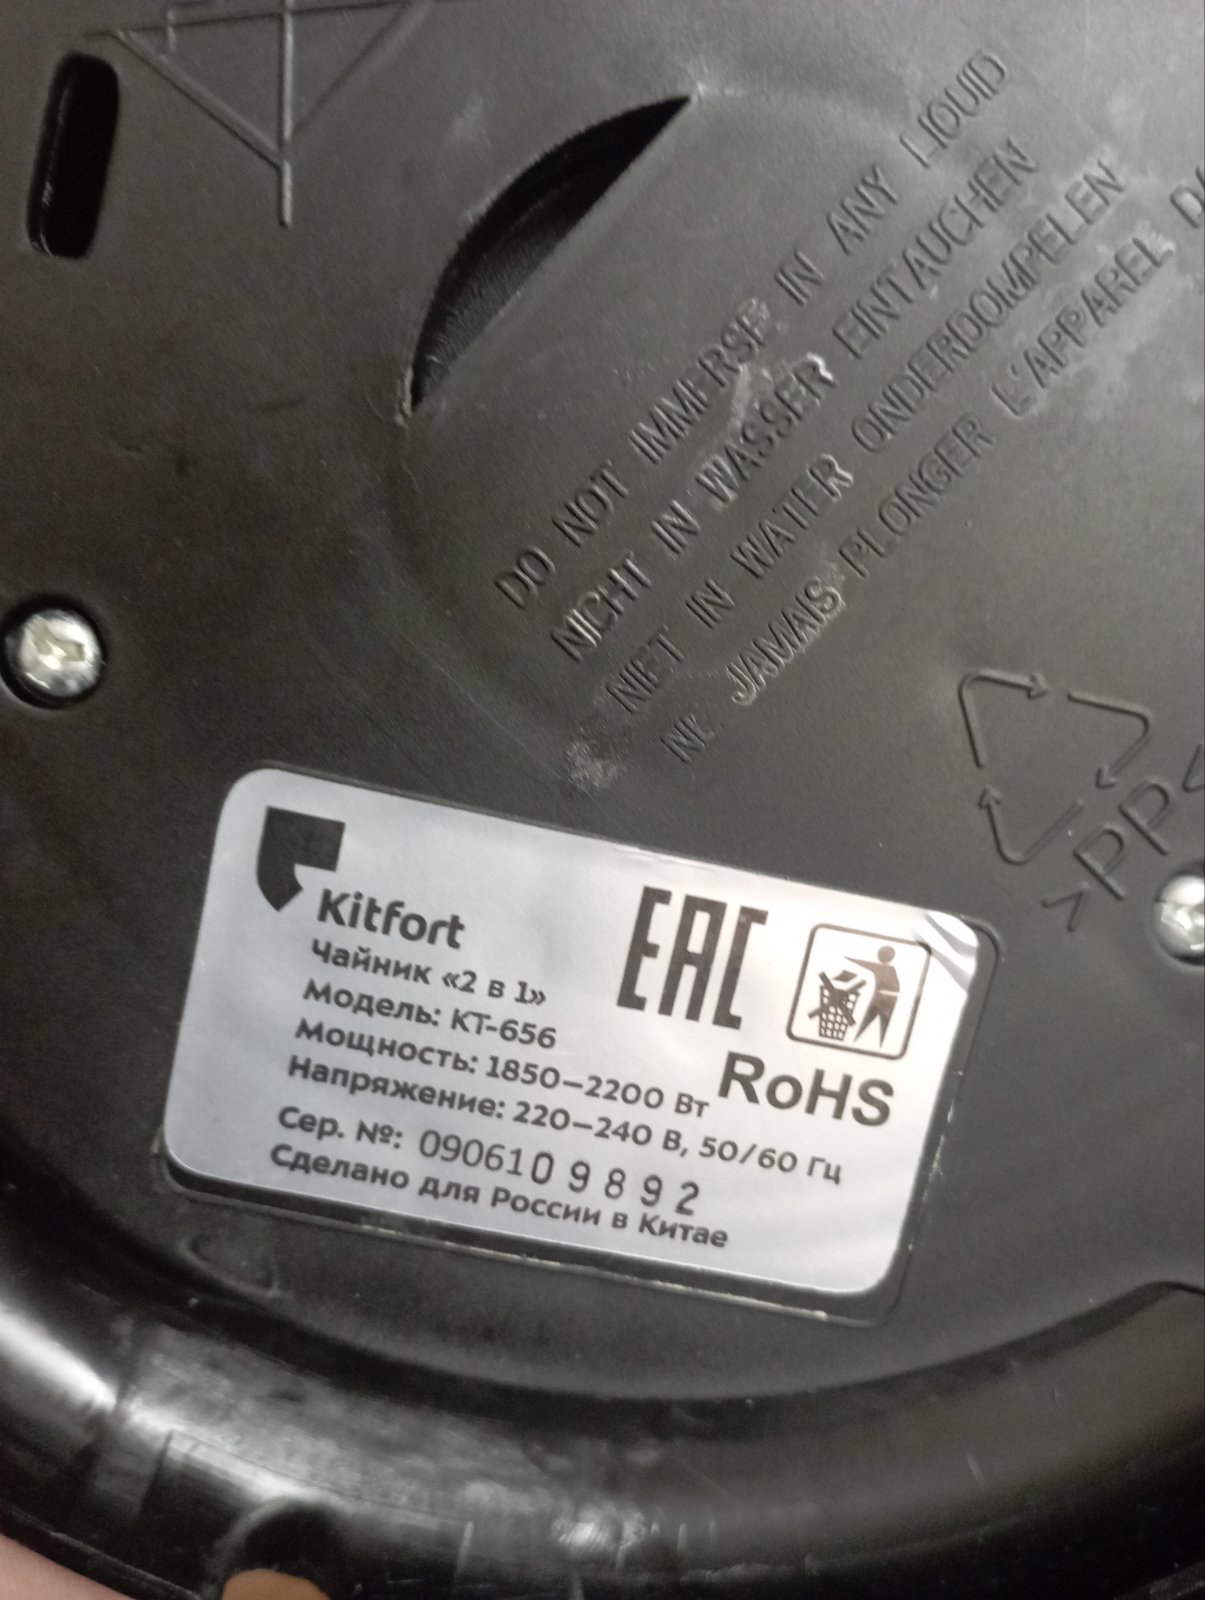 DO NOT IMMERSE IN ANY LIQUID
NICHT IN WASSER EINTAUCHEN
NIET IN WATER ONDERDOMPELEN
NE JAMAIS PLONGER L'APPAREL
>PP<
Kitfort
Чайник «2 в 1»
Модель: КТ-656
Мощность: 1850–2200 Вт
Напряжение: 220–240 В, 50/60 Гц
Сер. №: 0906109892
Сделано для России в Китае
EAC
RoHS